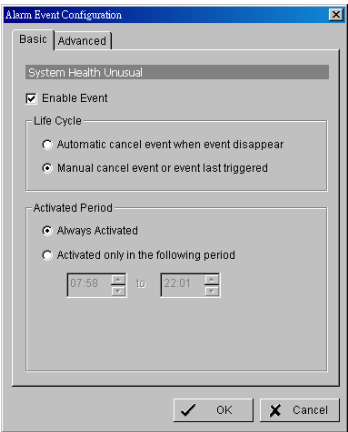 Alarm Event Configuration
Basic Advanced
System Health Unusual
Enable Event
Life Cycle
Automatic cancel event when event disappear
Manual cancel event or event last triggered
Activated Period
Always Activated
Activated only in the following period
07:58 to 22:01
OK Cancel